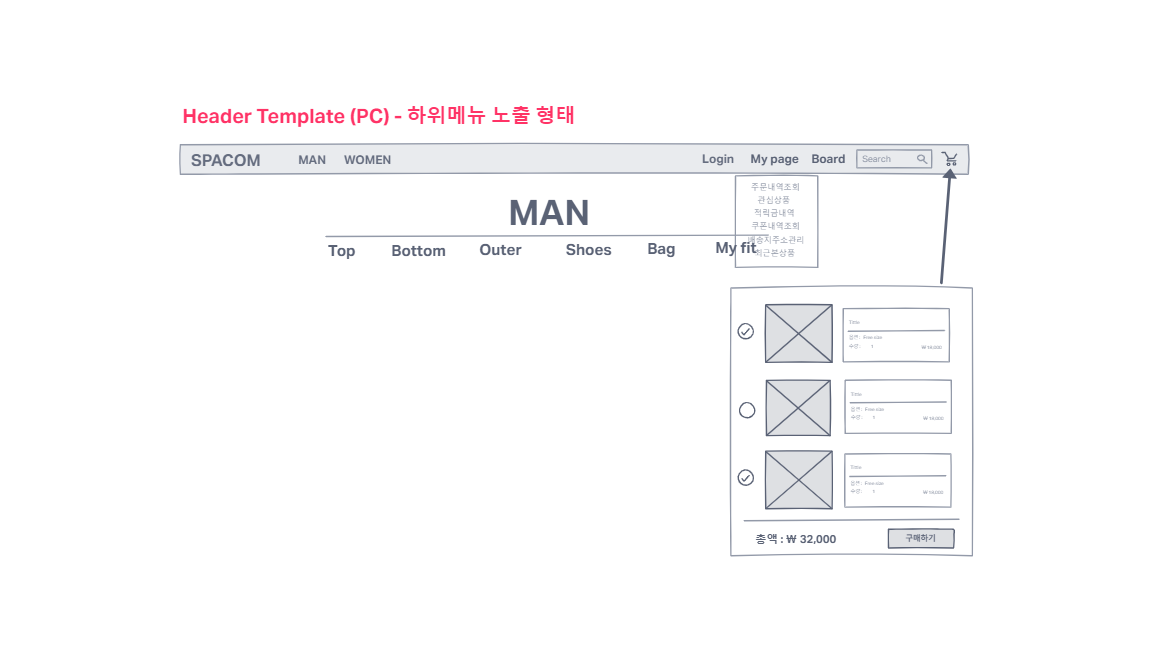 Header Template (PC) - 하위메뉴 노출 형태
SPACOM MAN WOMEN Login My page Board Search
주문내역조회
관심상품
적립금내역
쿠폰내역조회
배송지주소관리
최근본상품
MAN
Top Bottom Outer Shoes Bag My fit
Title
옵션: Free size
수량: 1 ₩ 16,000
Title
옵션: Free size
수량: 1 ₩ 16,000
Title
옵션: Free size
수량: 1 ₩ 16,000
총액 : ₩ 32,000 구매하기